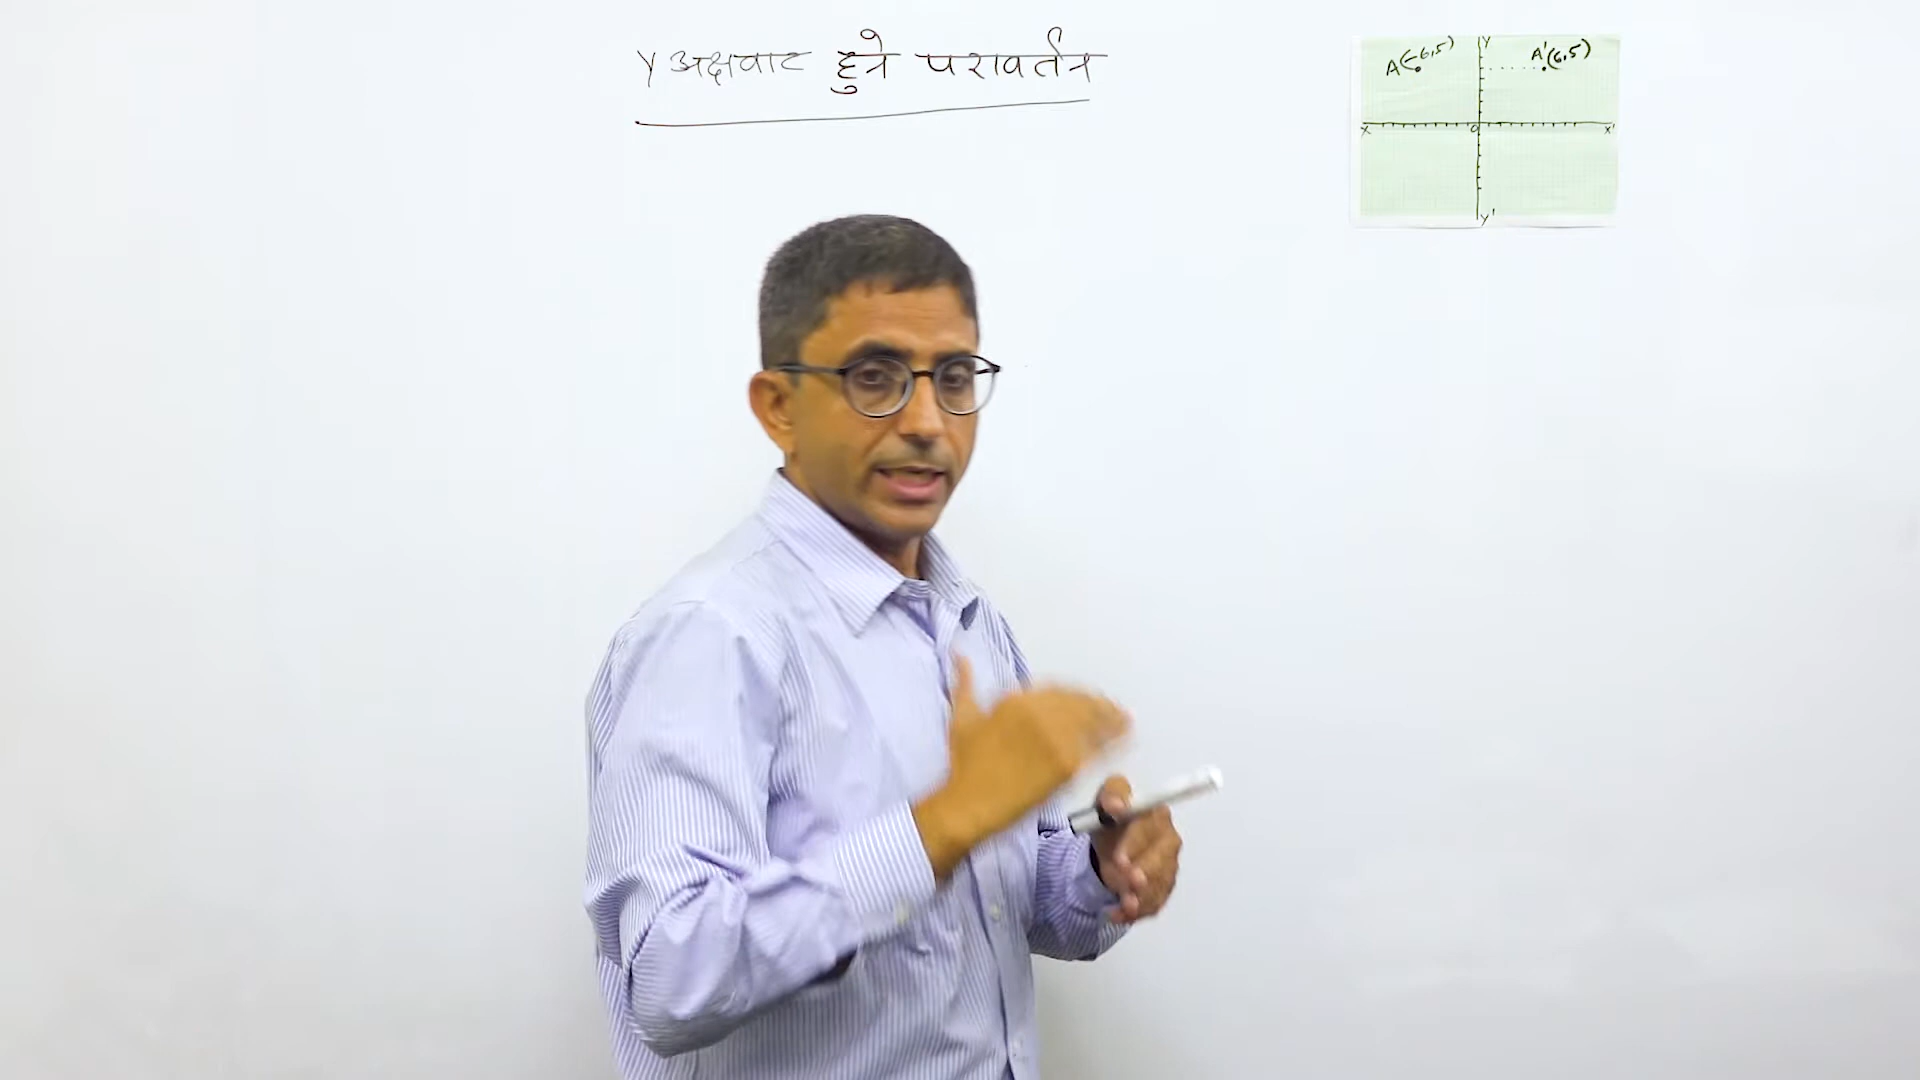 Y अक्षबाट हुने परावर्तन
Y
A(-6,5) A'(6,5)
X O X'
Y'